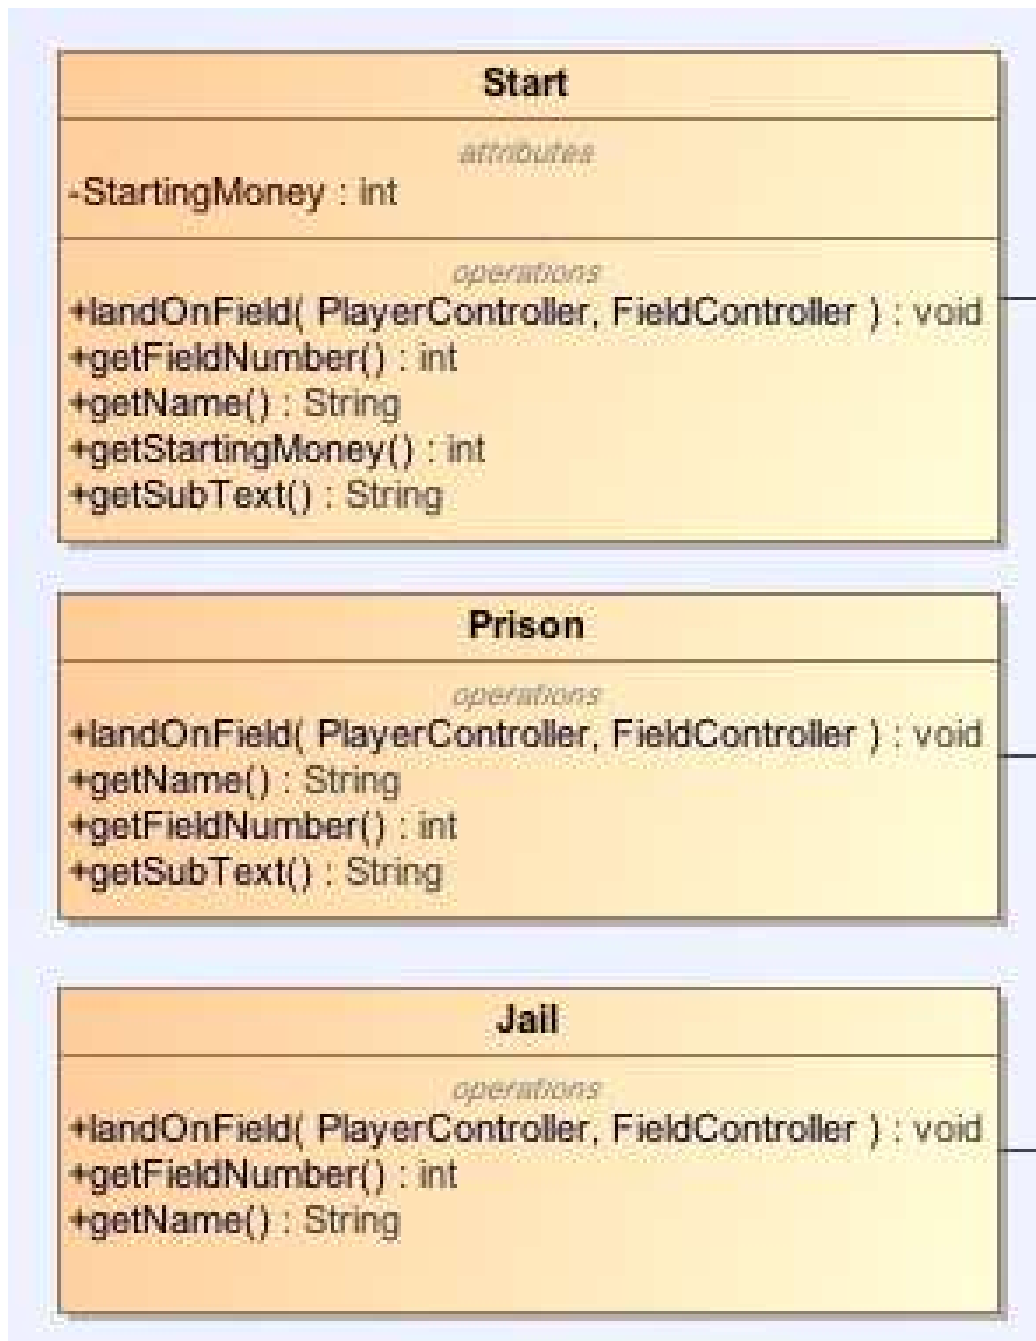 Start
attributes
-StartingMoney : int
operations
+landOnField( PlayerController, FieldController ) : void
+getFieldNumber() : int
+getName() : String
+getStartingMoney() : int
+getSubText() : String
Prison
operations
+landOnField( PlayerController, FieldController ) : void
+getName() : String
+getFieldNumber() : int
+getSubText() : String
Jail
operations
+landOnField( PlayerController, FieldController ) : void
+getFieldNumber() : int
+getName() : String